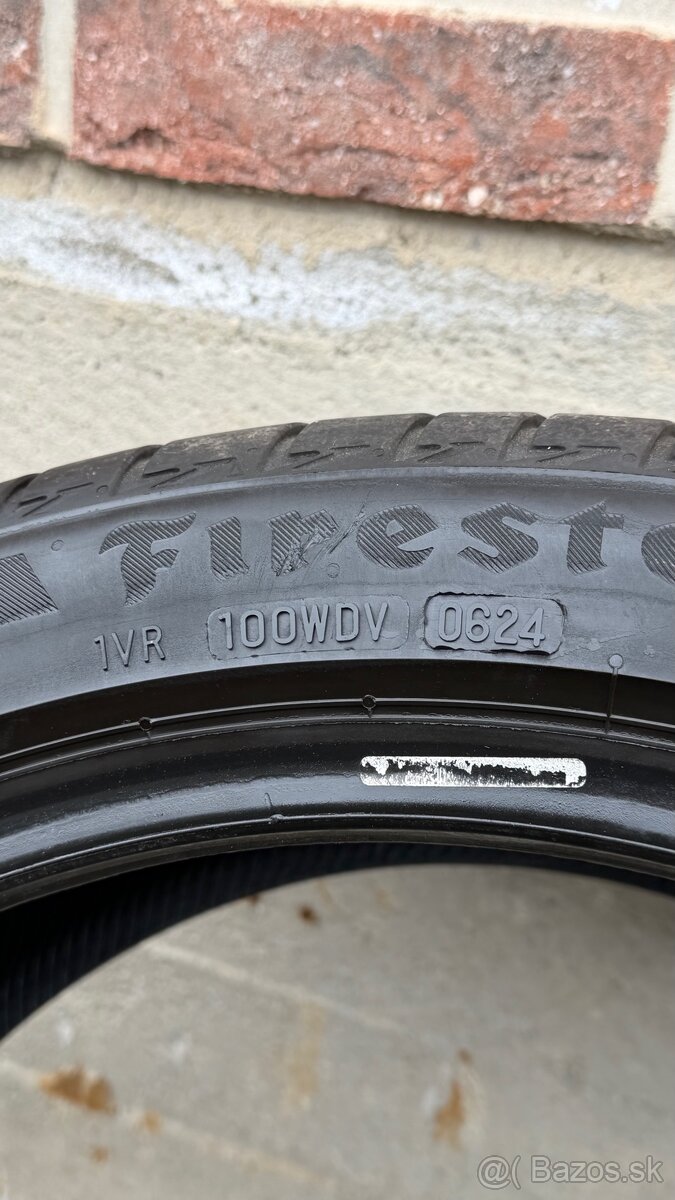 Firesto
1VR 100WDV 0624
@( Bazos.sk